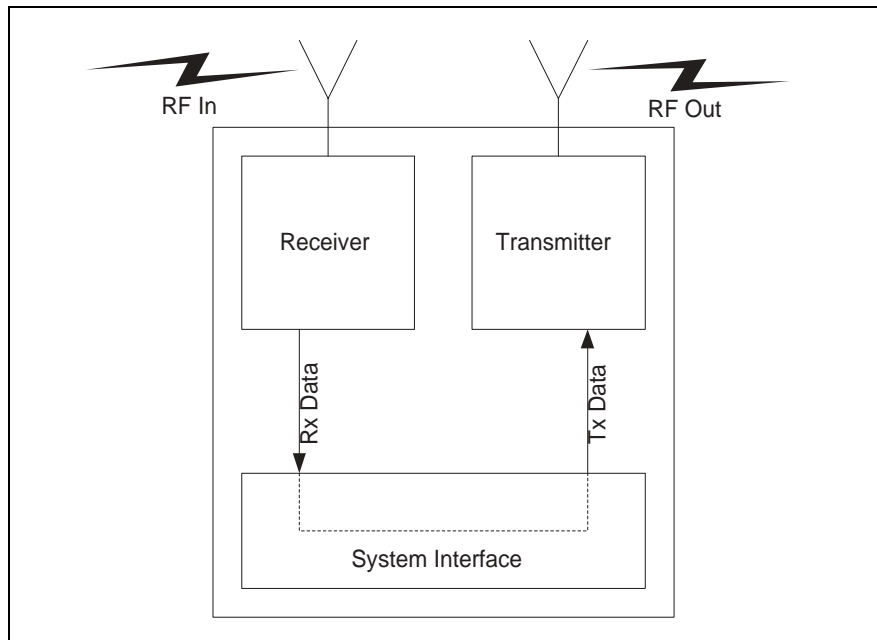 RF In
RF Out
Receiver
Transmitter
Rx Data
Tx Data
System Interface